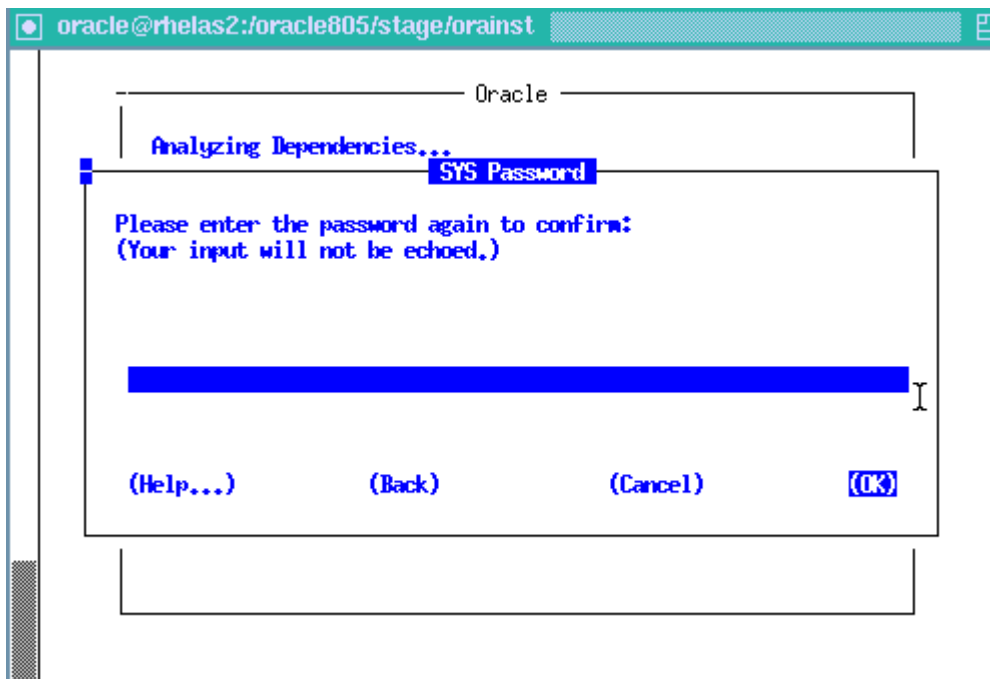 oracle@rhelas2:/oracle805/stage/orainst
Oracle
Analyzing Dependencies...
SYS Password
Please enter the password again to confirm:
(Your input will not be echoed.)
(Help...) (Back) (Cancel) (OK)